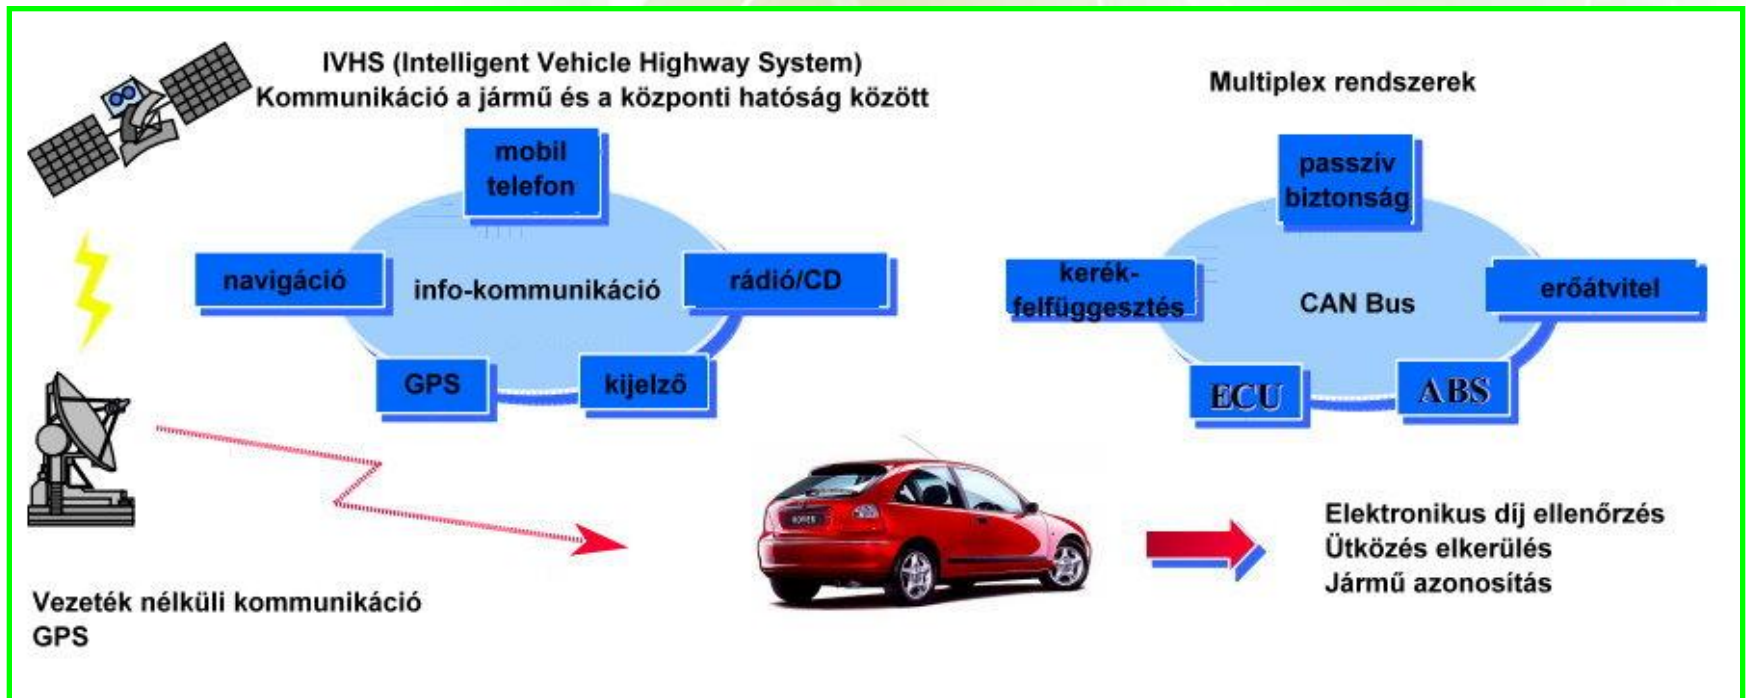 IVHS (Intelligent Vehicle Highway System)
Kommunikáció a jármű és a központi hatóság között
mobil
telefon
navigáció
info-kommunikáció
rádió/CD
GPS
kijelző
Multiplex rendszerek
passzív
biztonság
kerék-
felfüggesztés
CAN Bus
erőátvitel
ECU
ABS
Vezeték nélküli kommunikáció
GPS
Elektronikus díj ellenőrzés
Ütközés elkerülés
Jármű azonosítás